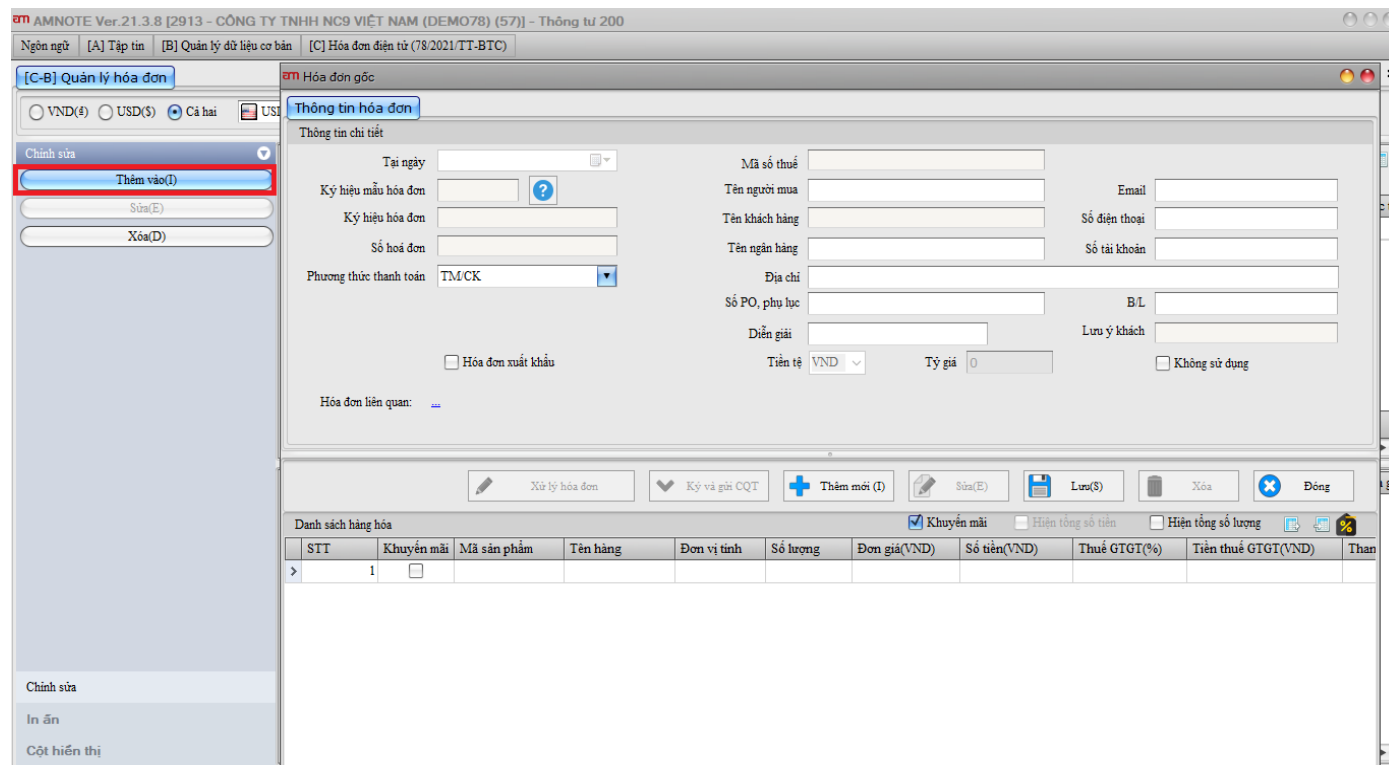 am AMNOTE Ver.21.3.8 [2913 - CÔNG TY TNHH NC9 VIỆT NAM (DEMO78) (57)] - Thông tư 200
Ngôn ngữ [A] Tập tin [B] Quản lý dữ liệu cơ bản [C] Hóa đơn điện tử (78/2021/TT-BTC)
[C-B] Quản lý hóa đơn
VND(₫) USD($) Cả hai
Chỉnh sửa
Thêm vào(I)
Sửa(E)
Xóa(D)
am Hóa đơn gốc
Thông tin hóa đơn
Thông tin chi tiết
Tại ngày Mã số thuế
Ký hiệu mẫu hóa đơn ? Tên người mua Email
Ký hiệu hóa đơn Tên khách hàng Số điện thoại
Số hoá đơn Tên ngân hàng Số tài khoản
Phương thức thanh toán TM/CK Địa chỉ
Số PO, phụ lục B/L
Diễn giải Lưu ý khách
Hóa đơn xuất khẩu Tiền tệ VND Tỷ giá 0 Không sử dụng
Hóa đơn liên quan: ...
Xử lý hóa đơn Ký và gửi CQT Thêm mới (I) Sửa(E) Lưu(S) Xóa Đóng
Danh sách hàng hóa Khuyến mãi Hiện tổng số tiền Hiện tổng số lượng %
STT Khuyến mãi Mã sản phẩm Tên hàng Đơn vị tính Số lượng Đơn giá(VND) Số tiền(VND) Thuế GTGT(%) Tiền thuế GTGT(VND)
1
Chỉnh sửa
In ấn
Cột hiển thị